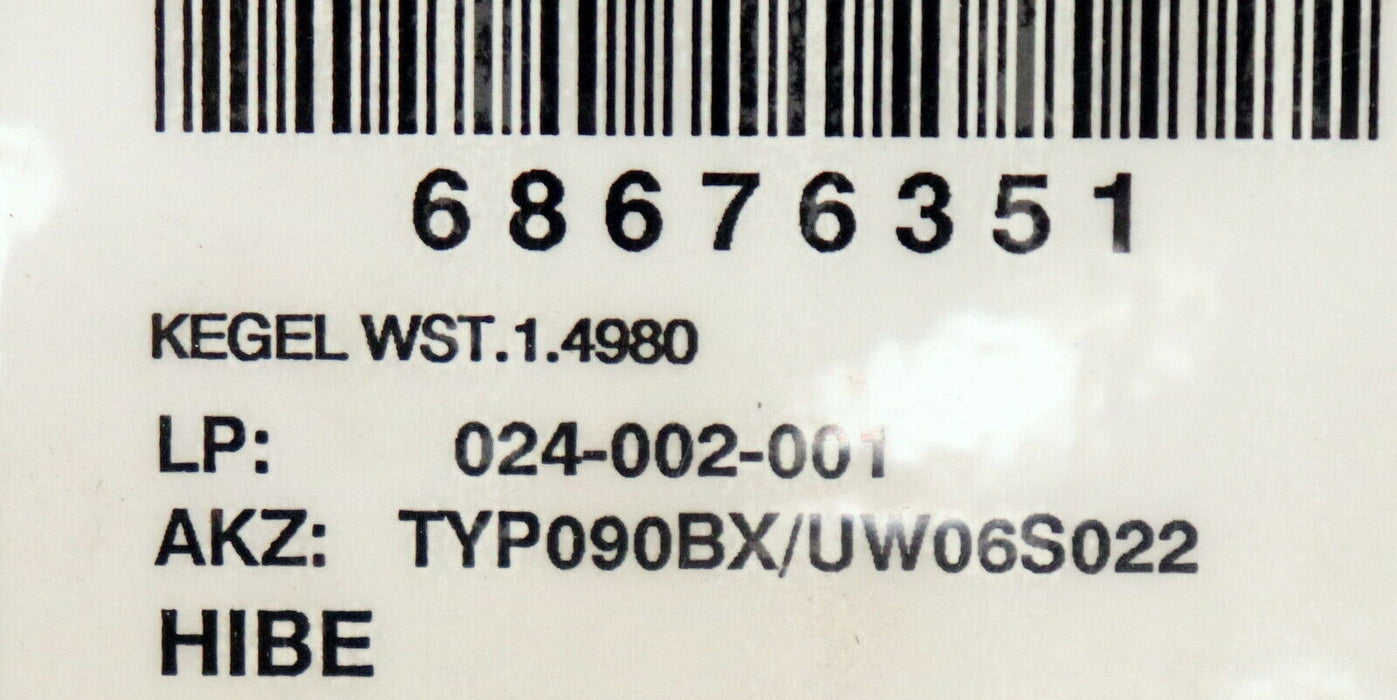 68676351
KEGEL WST.1.4980
LP: 024-002-001
AKZ: TYP090BX/UW06S022
HIBE